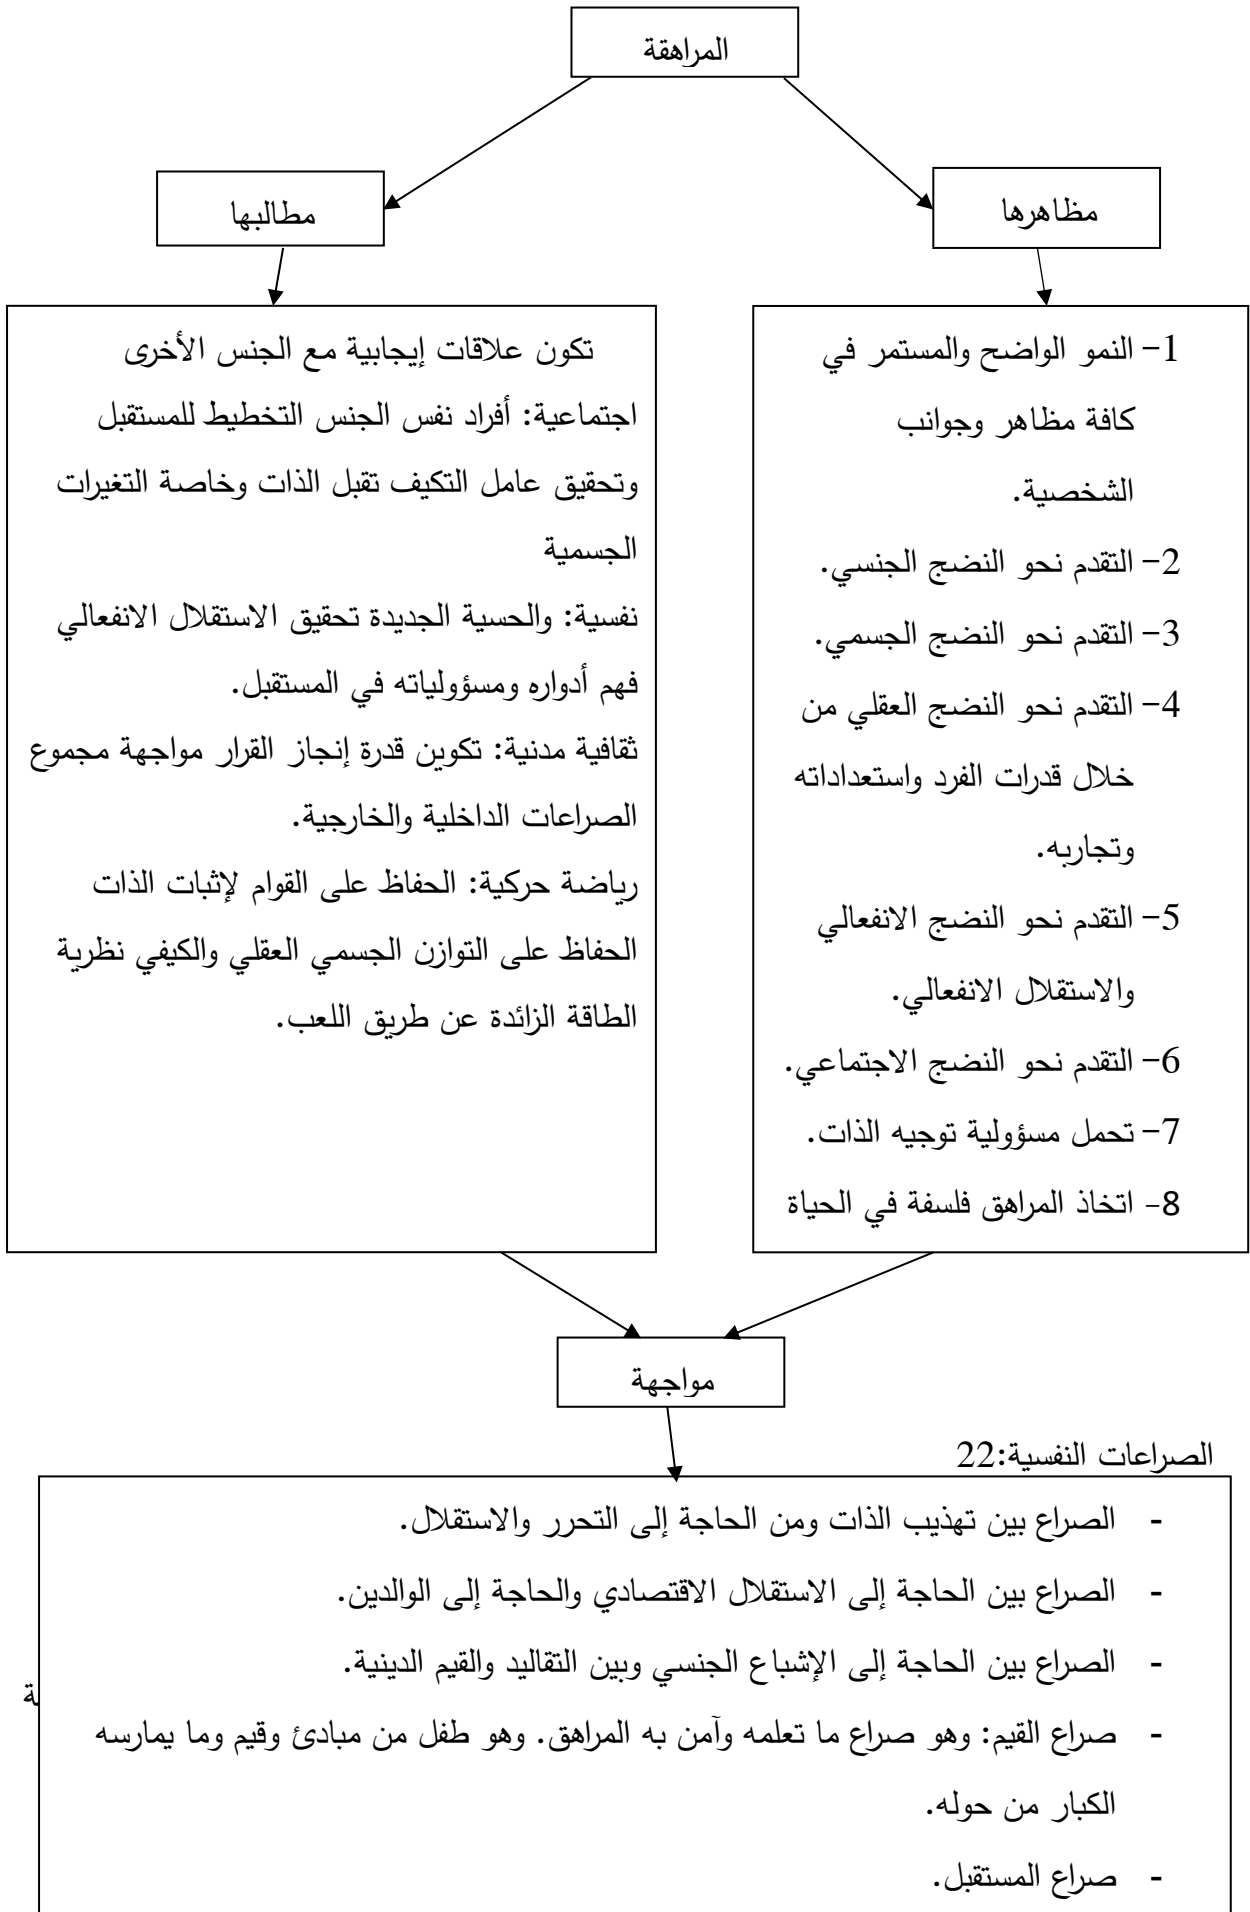 المراهقة
مظاهرها
مطالبها
1- النمو الواضح والمستمر في
كافة مظاهر وجوانب
الشخصية.
2- التقدم نحو النضج الجنسي.
3- التقدم نحو النضج الجسمي.
4- التقدم نحو النضج العقلي من
خلال قدرات الفرد واستعداداته
وتجاربه.
5- التقدم نحو النضج الانفعالي
والاستقلال الانفعالي.
6- التقدم نحو النضج الاجتماعي.
7- تحمل مسؤولية توجيه الذات.
8- اتخاذ المراهق فلسفة في الحياة
تكون علاقات إيجابية مع الجنس الأخرى
اجتماعية: أفراد نفس الجنس التخطيط للمستقبل
وتحقيق عامل التكيف تقبل الذات وخاصة التغيرات
الجسمية
نفسية: والحسية الجديدة تحقيق الاستقلال الانفعالي
فهم أدواره ومسؤولياته في المستقبل.
ثقافية مدنية: تكوين قدرة إنجاز القرار مواجهة مجموع
الصراعات الداخلية والخارجية.
رياضة حركية: الحفاظ على القوام لإثبات الذات
الحفاظ على التوازن الجسمي العقلي والكيفي نظرية
الطاقة الزائدة عن طريق اللعب.
مواجهة
الصراعات النفسية:22
- الصراع بين تهذيب الذات ومن الحاجة إلى التحرر والاستقلال.
- الصراع بين الحاجة إلى الاستقلال الاقتصادي والحاجة إلى الوالدين.
- الصراع بين الحاجة إلى الإشباع الجنسي وبين التقاليد والقيم الدينية.
- صراع القيم: وهو صراع ما تعلمه وآمن به المراهق. وهو طفل من مبادئ وقيم وما يمارسه
الكبار من حوله.
- صراع المستقبل.